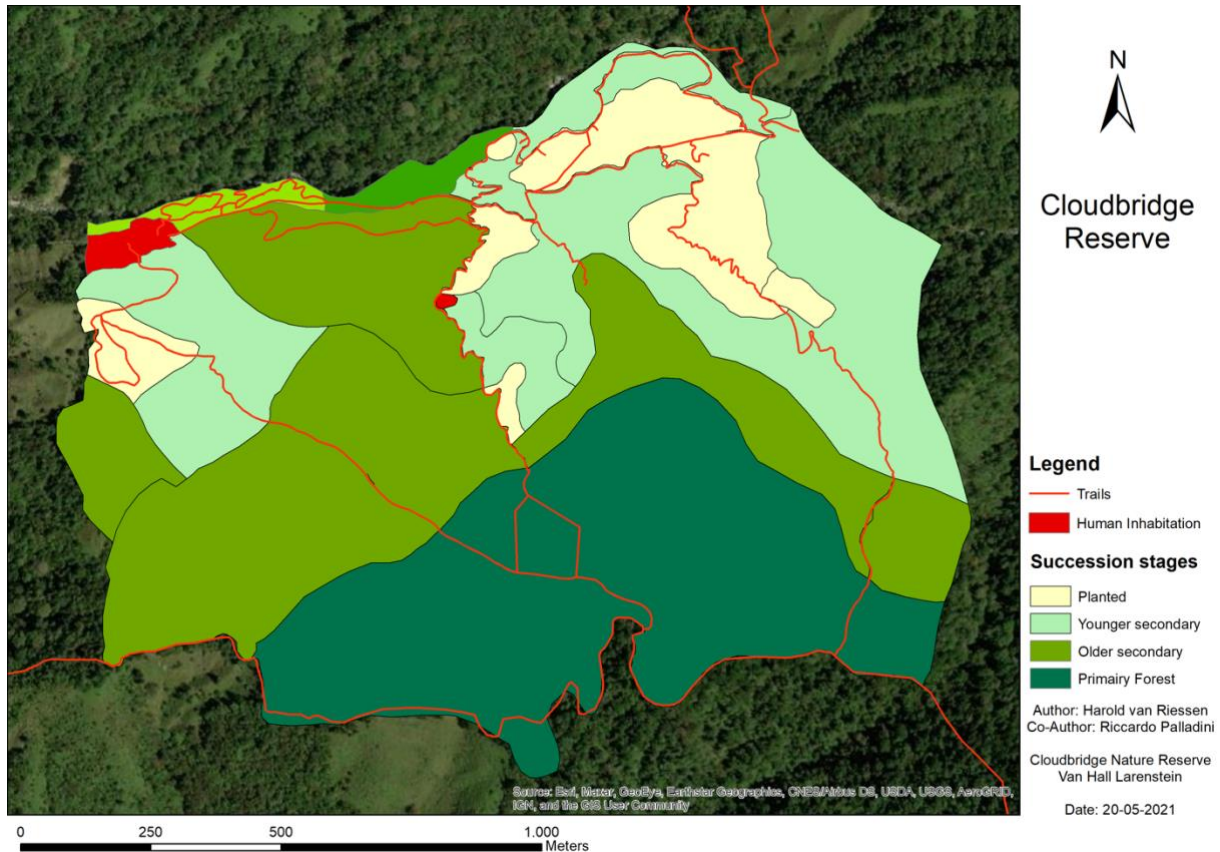 N
Cloudbridge
Reserve
Legend
Trails
Human Inhabitation
Succession stages
Planted
Younger secondary
Older secondary
Primairy Forest
Author: Harold van Riessen
Co-Author: Riccardo Palladini
Cloudbridge Nature Reserve
Van Hall Larenstein
Date: 20-05-2021
Source: Esri, Maxar, GeoEye, Earthstar Geographics, CNES/Airbus DS, USDA, USGS, AeroGRID,
IGN, and the GIS User Community
0 250 500 1.000
Meters